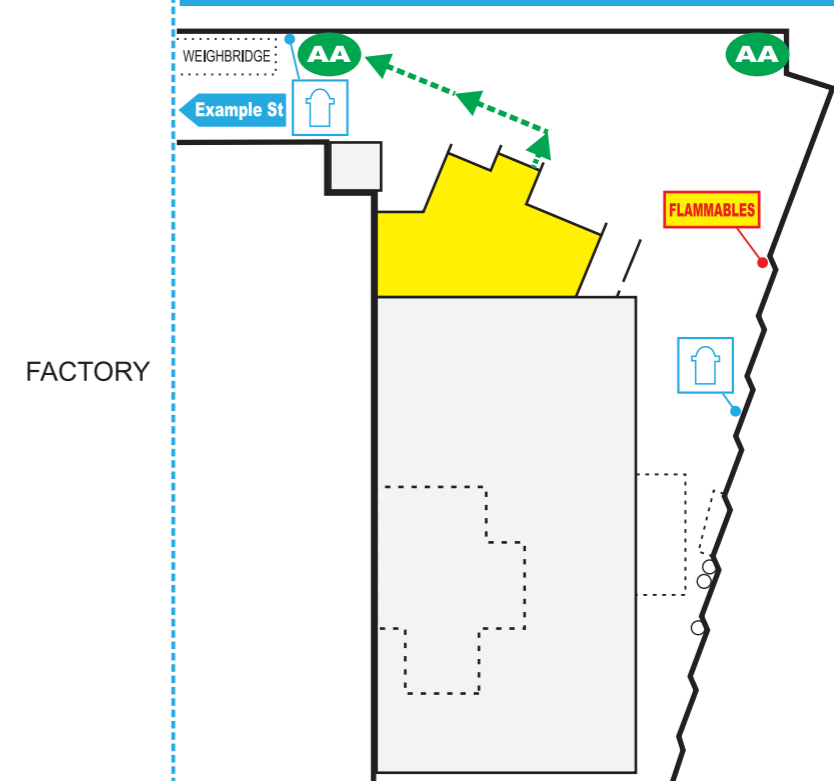 WEIGHBRIDGE
AA
AA
Example St
FLAMMABLES
FACTORY